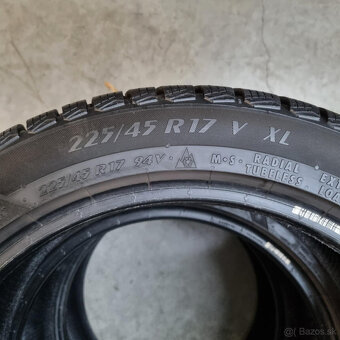 225/45 R17 V XL
225/45 R17 94V M·S RADIAL
TUBELESS
© Bazos.sk